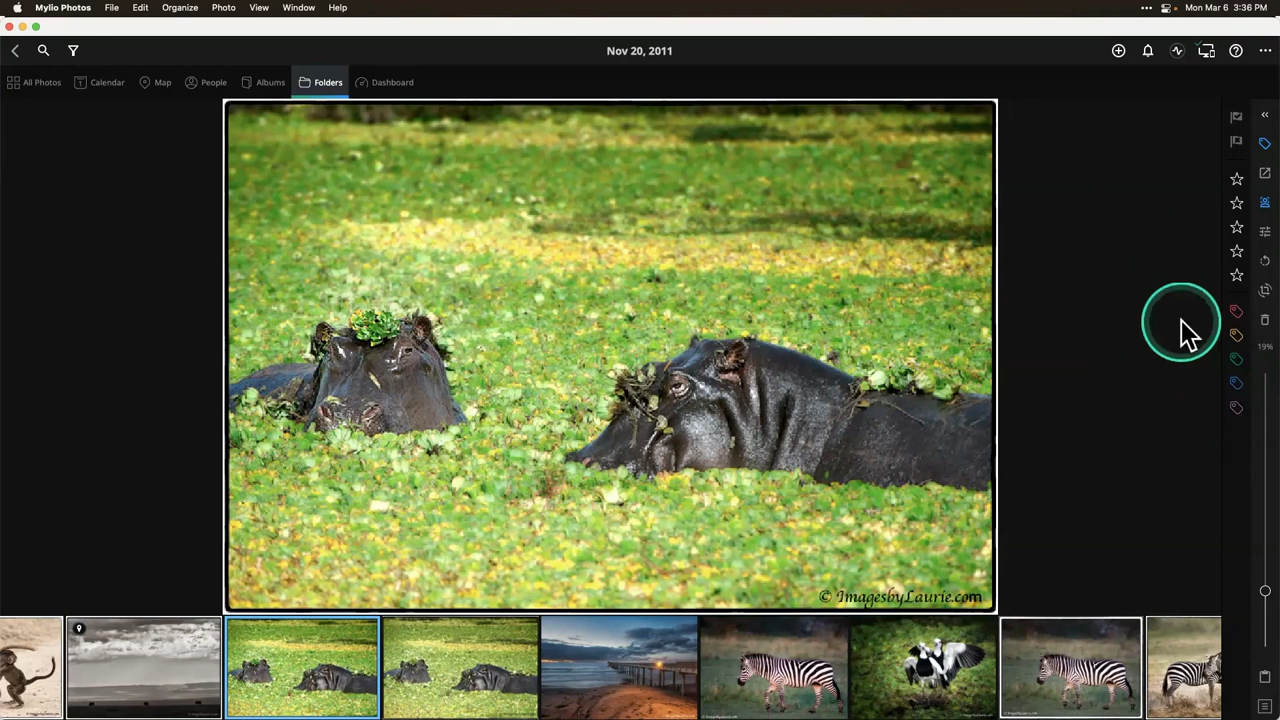 Mylio Photos File Edit Organize Photo View Window Help
Mon Mar 6 3:36 PM
Nov 20, 2011
All Photos Calendar Map People Albums Folders Dashboard
19%
© ImagesbyLaurie.com